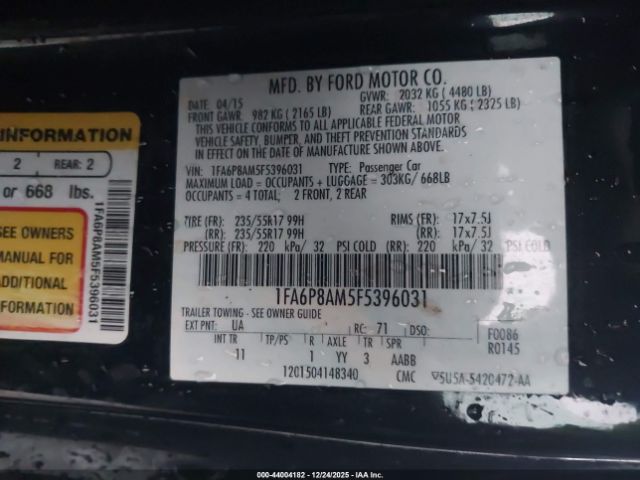 INFORMATION
2 REAR: 2
or 668 lbs.
SEE OWNERS
MANUAL FOR
ADDITIONAL
INFORMATION
1FA6P8AM5F5396031
MFD. BY FORD MOTOR CO.
DATE: 04/15 GVWR: 2032 KG ( 4480 LB)
FRONT GAWR: 982 KG ( 2165 LB) REAR GAWR: 1055 KG ( 2325 LB)
THIS VEHICLE CONFORMS TO ALL APPLICABLE FEDERAL MOTOR
VEHICLE SAFETY, BUMPER, AND THEFT PREVENTION STANDARDS
IN EFFECT ON THE DATE OF MANUFACTURE SHOWN ABOVE.
VIN: 1FA6P8AM5F5396031 TYPE: Passenger Car
MAXIMUM LOAD = OCCUPANTS + LUGGAGE = 303KG/ 668LB
OCCUPANTS = 4 TOTAL, 2 FRONT, 2 REAR
TIRE (FR): 235/55R17 99H RIMS (FR): 17x7.5J
(RR): 235/55R17 99H (RR): 17x7.5J
PRESSURE (FR): 220 kPa/ 32 PSI COLD (RR): 220 kPa/ 32 PSI COLD
1FA6P8AM5F5396031
TRAILER TOWING - SEE OWNER GUIDE
EXT PNT: UA RC: 71 DSO: F0086
INT TR TP/PS R AXLE TR SPR R0145
11 1 YY 3 AABB
1201504148340 CMC 5U5A-5420472-AA
000-44004182 - 12/24/2025 - IAAI.com